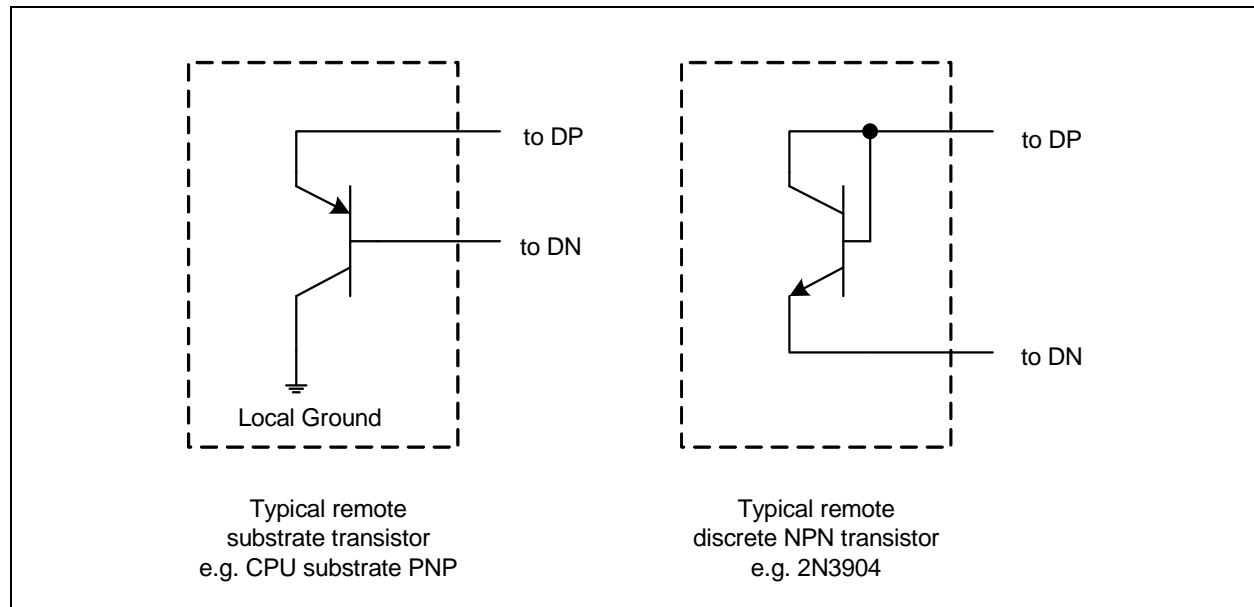 to DP
to DN
Local Ground
Typical remote
substrate transistor
e.g. CPU substrate PNP
to DP
to DN
Typical remote
discrete NPN transistor
e.g. 2N3904